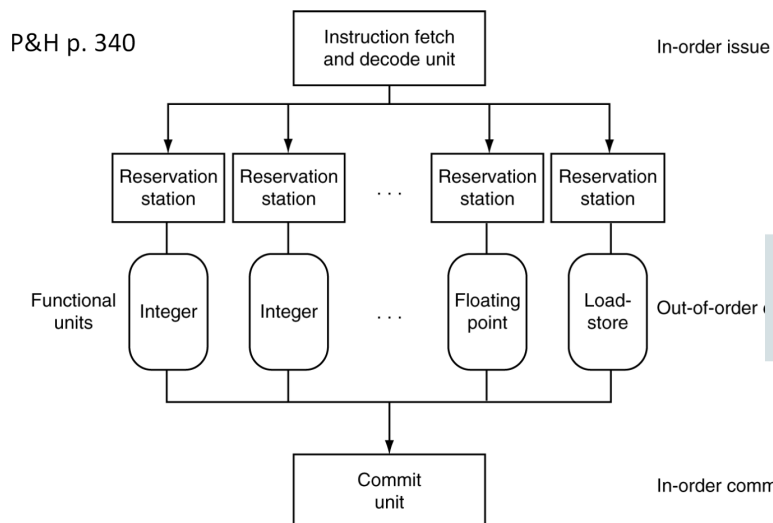 P&H p. 340
Instruction fetch
and decode unit
In-order issue
Reservation
station
Reservation
station
. . .
Reservation
station
Reservation
station
Functional
units
Integer
Integer
. . .
Floating
point
Load-
store
Out-of-order
Commit
unit
In-order comm